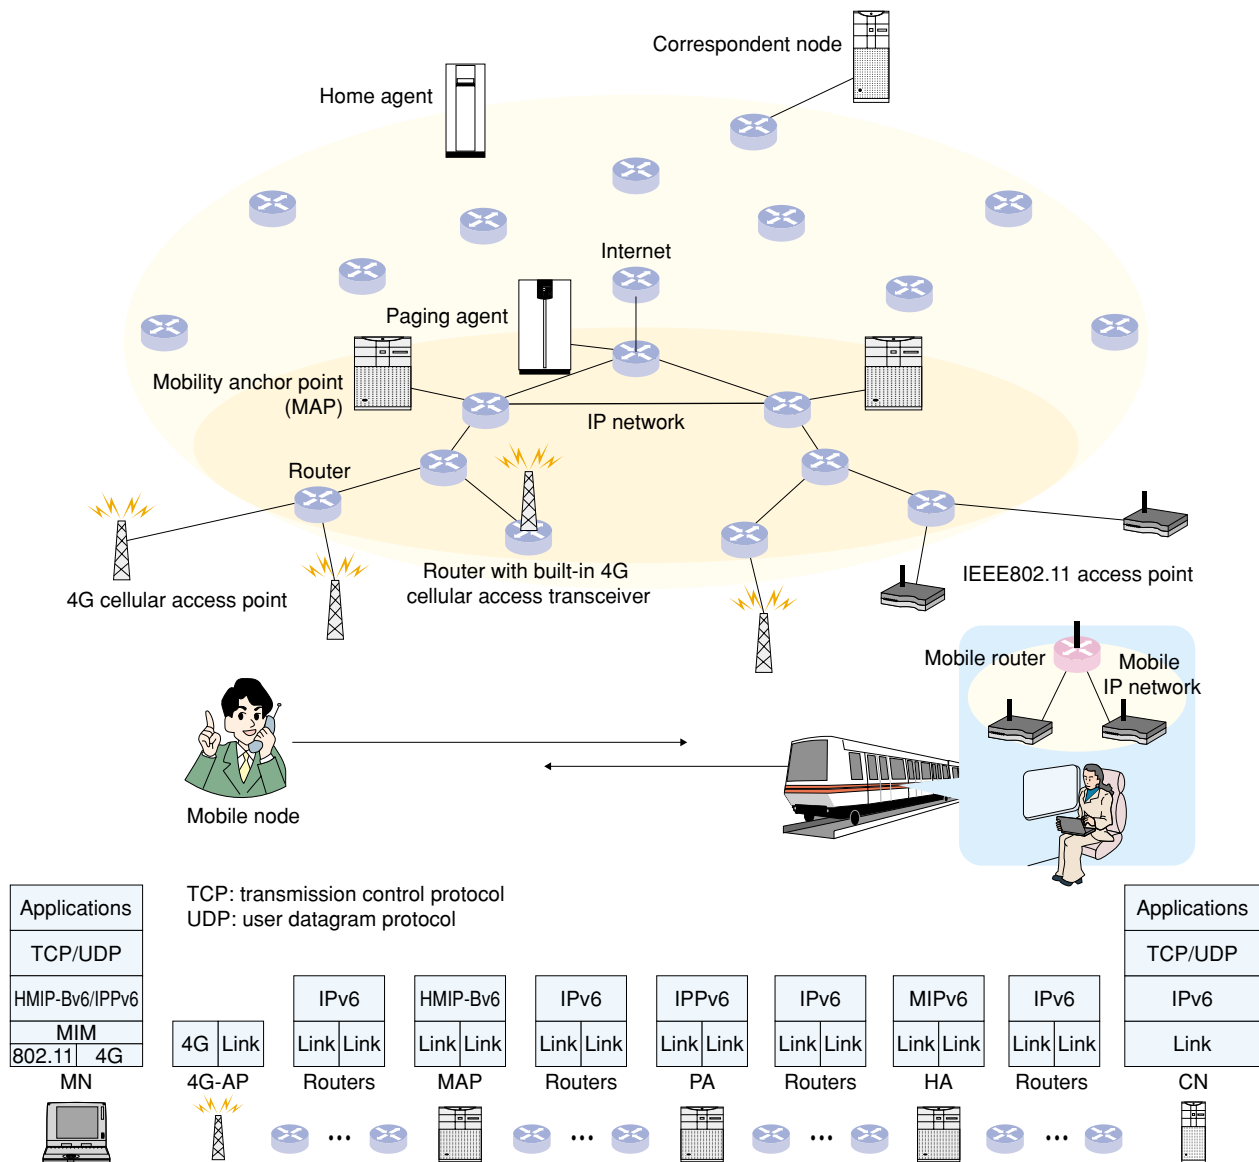 Correspondent node
Home agent
Internet
Paging agent
Mobility anchor point
(MAP)
IP network
Router
Router with built-in 4G
cellular access transceiver
4G cellular access point
IEEE802.11 access point
Mobile router
Mobile
IP network
Mobile node
TCP: transmission control protocol
UDP: user datagram protocol
Applications
TCP/UDP
HMIP-Bv6/IPPv6
MIM
802.11 4G
MN
4G Link
4G-AP
IPv6
Link Link
Routers
HMIP-Bv6
Link Link
MAP
IPv6
Link Link
Routers
IPPv6
Link Link
PA
IPv6
Link Link
Routers
MIPv6
Link Link
HA
IPv6
Link Link
Routers
Applications
TCP/UDP
IPv6
Link
CN